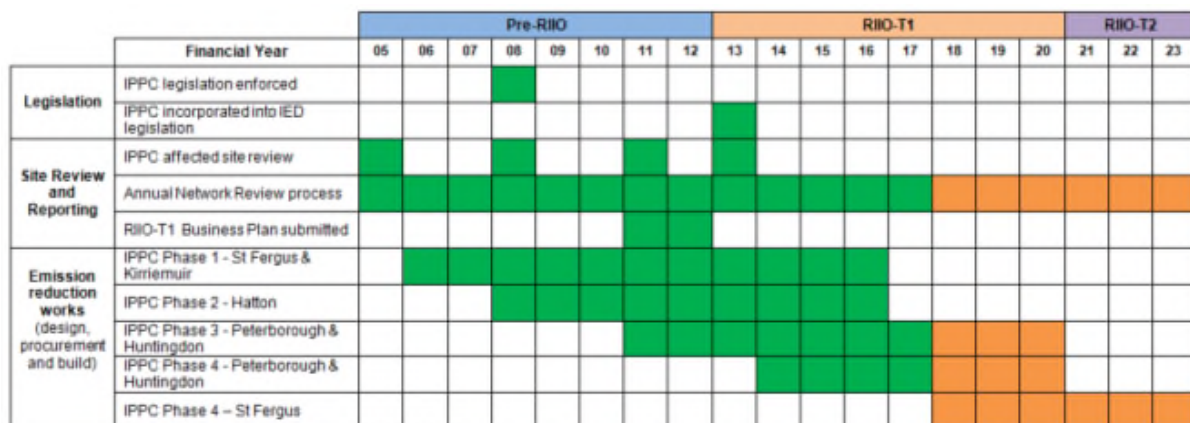 Pre-RIIO RIIO-T1 RIIO-T2
Financial Year 05 06 07 08 09 10 11 12 13 14 15 16 17 18 19 20 21 22 23
Legislation
IPPC legislation enforced
IPPC incorporated into IED
legislation
Site Review
and
Reporting
IPPC affected site review
Annual Network Review process
RIIO-T1 Business Plan submitted
Emission
reduction
works
(design,
procurement
and build)
IPPC Phase 1 - St Fergus &
Kirriemuir
IPPC Phase 2 - Hatton
IPPC Phase 3 - Peterborough &
Huntingdon
IPPC Phase 4 - Peterborough &
Huntingdon
IPPC Phase 4 – St Fergus